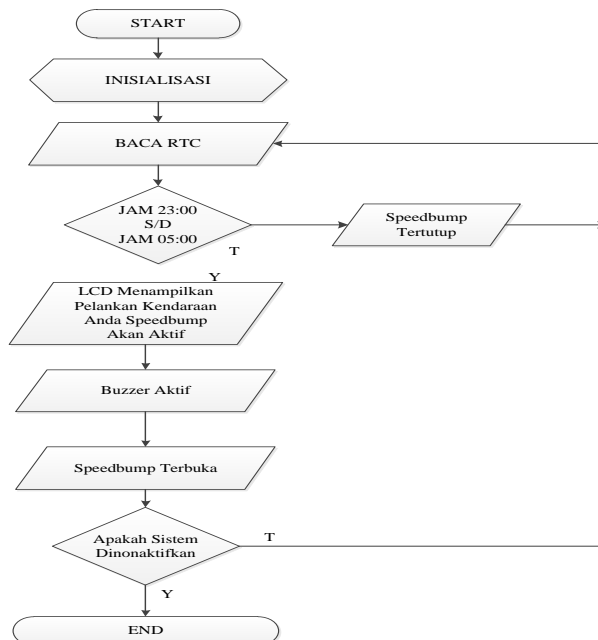 START
INISIALISASI
BACA RTC
JAM 23:00
S/D
JAM 05:00
T
Speedbump
Tertutup
Y
LCD Menampilkan
Pelankan Kendaraan
Anda Speedbump
Akan Aktif
Buzzer Aktif
Speedbump Terbuka
Apakah Sistem
Dinonaktifkan
T
Y
END